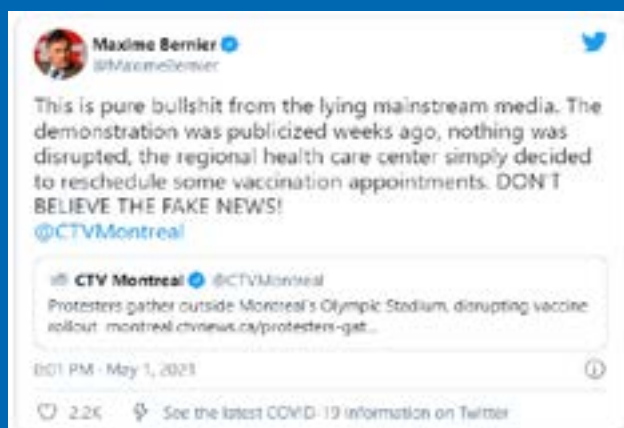 Maxime Bernier
@MaximeBernier
This is pure bullshit from the lying mainstream media. The
demonstration was publicized weeks ago, nothing was
disrupted, the regional health care center simply decided
to reschedule some vaccination appointments. DON'T
BELIEVE THE FAKE NEWS!
@CTVMontreal
CTV Montreal @CTVMontreal
Protesters gather outside Montreal's Olympic Stadium, disrupting vaccine
rollout montreal.ctvnews.ca/protesters-gat...
PM · May 1, 2021
2.2K See the latest COVID-19 information on Twitter